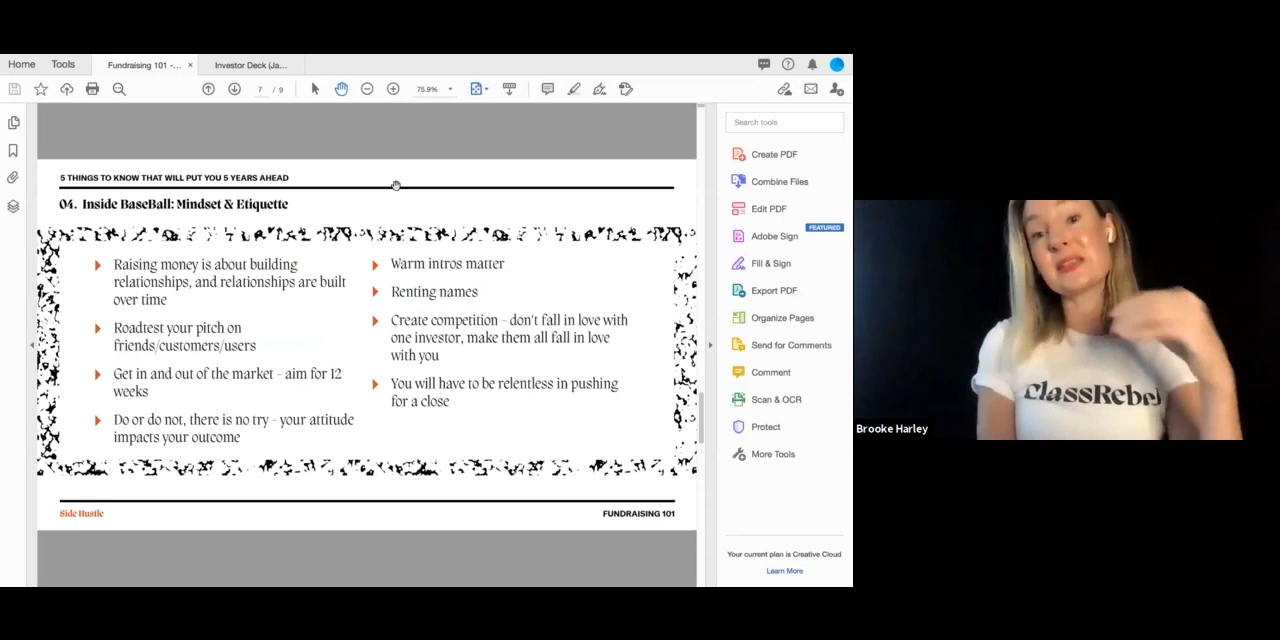 Home Tools Fundraising 101 -... × Investor Deck (Ja...
7 / 9 75.9%
5 THINGS TO KNOW THAT WILL PUT YOU 5 YEARS AHEAD
04. Inside BaseBall: Mindset & Etiquette
Raising money is about building
relationships, and relationships are built
over time
Roadtest your pitch on
friends/customers/users
Get in and out of the market - aim for 12
weeks
Do or do not, there is no try - your attitude
impacts your outcome
Warm intros matter
Renting names
Create competition - don't fall in love with
one investor, make them all fall in love
with you
You will have to be relentless in pushing
for a close
Side Hustle
FUNDRAISING 101
Search tools
Create PDF
Combine Files
Edit PDF
FEATURED
Adobe Sign
Fill & Sign
Export PDF
Organize Pages
Send for Comments
Comment
Scan & OCR
Protect
More Tools
Your current plan is Creative Cloud
Learn More
ClassRebel
Brooke Harley